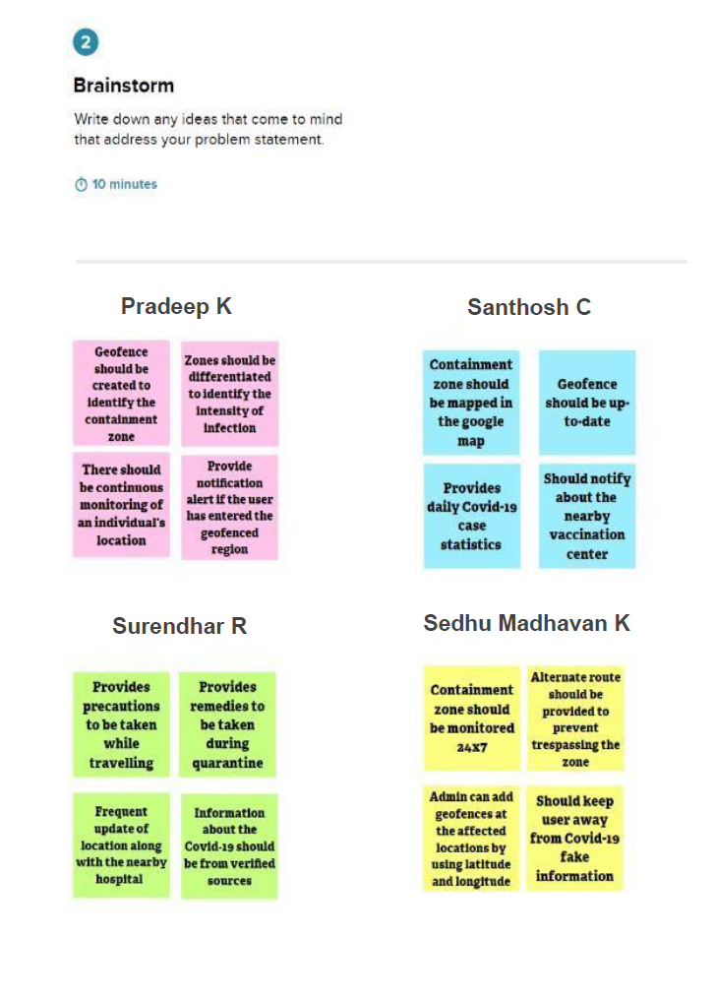 2
Brainstorm
Write down any ideas that come to mind
that address your problem statement.
10 minutes
Pradeep K
Geofence
should be
created to
identify the
containment
zone
Zones should be
differentiated
to identify the
intensity of
infection
There should
be continuous
monitoring of
an individual's
location
Provide
notification
alert if the user
has entered the
geofenced
region
Santhosh C
Containment
zone should
be mapped in
the google
map
Geofence
should be up-
to-date
Provides
daily Covid-19
case
statistics
Should notify
about the
nearby
vaccination
center
Surendhar R
Provides
precautions
to be taken
while
travelling
Provides
remedies to
be taken
during
quarantine
Frequent
update of
location along
with the nearby
hospital
Information
about the
Covid-19 should
be from verified
sources
Sedhu Madhavan K
Containment
zone should
be monitored
24x7
Alternate route
should be
provided to
prevent
trespassing the
zone
Admin can add
geofences at
the affected
locations by
using latitude
and longitude
Should keep
user away
from Covid-19
fake
information